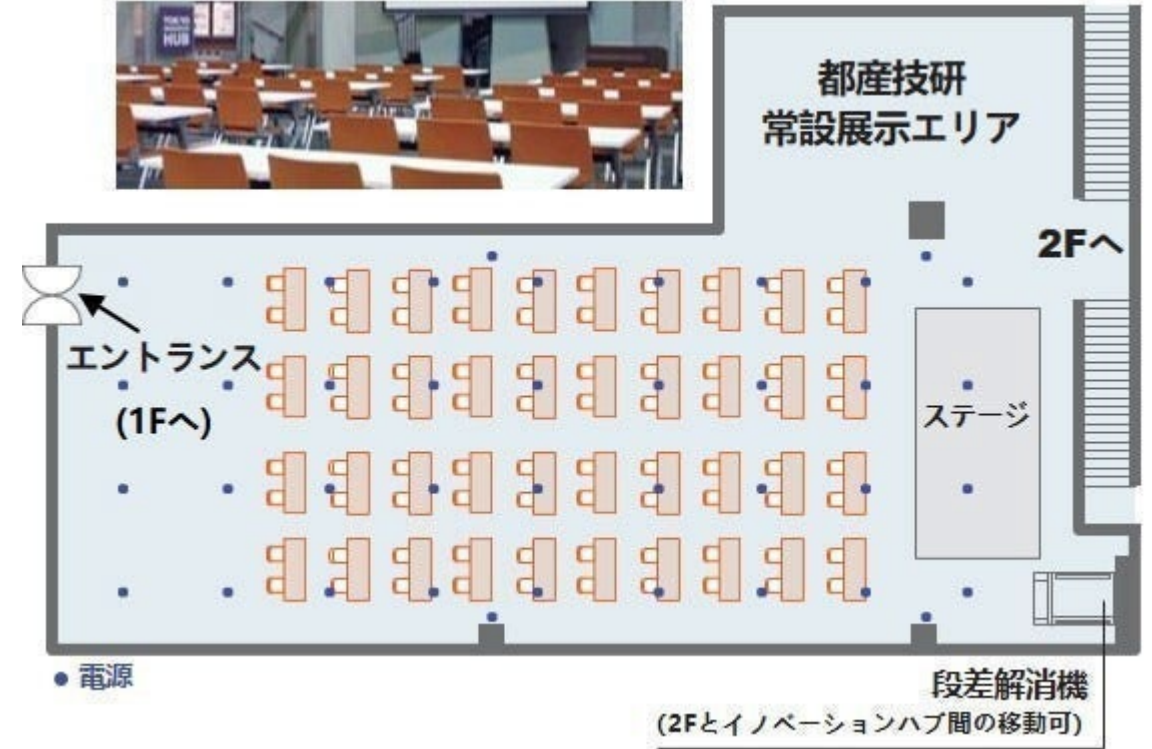 TOKYO
HUB
都産技研
常設展示エリア
2Fへ
エントランス
(1Fへ)
ステージ
電源
段差解消機
(2Fとイノベーションハブ間の移動可)